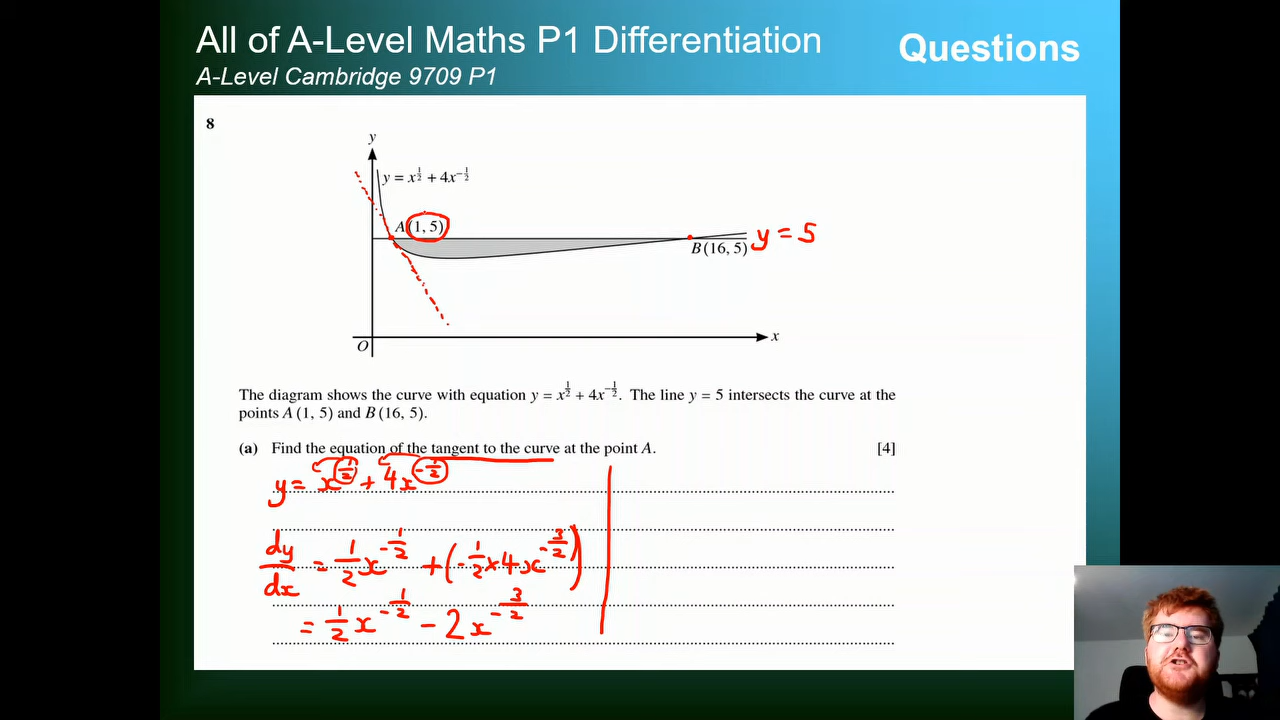 All of A-Level Maths P1 Differentiation
Questions
A-Level Cambridge 9709 P1
8
y
y = x^{1/2} + 4x^{-1/2}
A (1, 5)
B (16, 5)
y = 5
O
x
The diagram shows the curve with equation y = x^{1/2} + 4x^{-1/2}. The line y = 5 intersects the curve at the
points A (1, 5) and B (16, 5).
(a) Find the equation of the tangent to the curve at the point A. [4]
y = x^{1/2} + 4x^{-1/2}
dy/dx = 1/2 x^{-1/2} + (-1/2 × 4x^{-3/2})
= 1/2 x^{-1/2} - 2x^{-3/2}